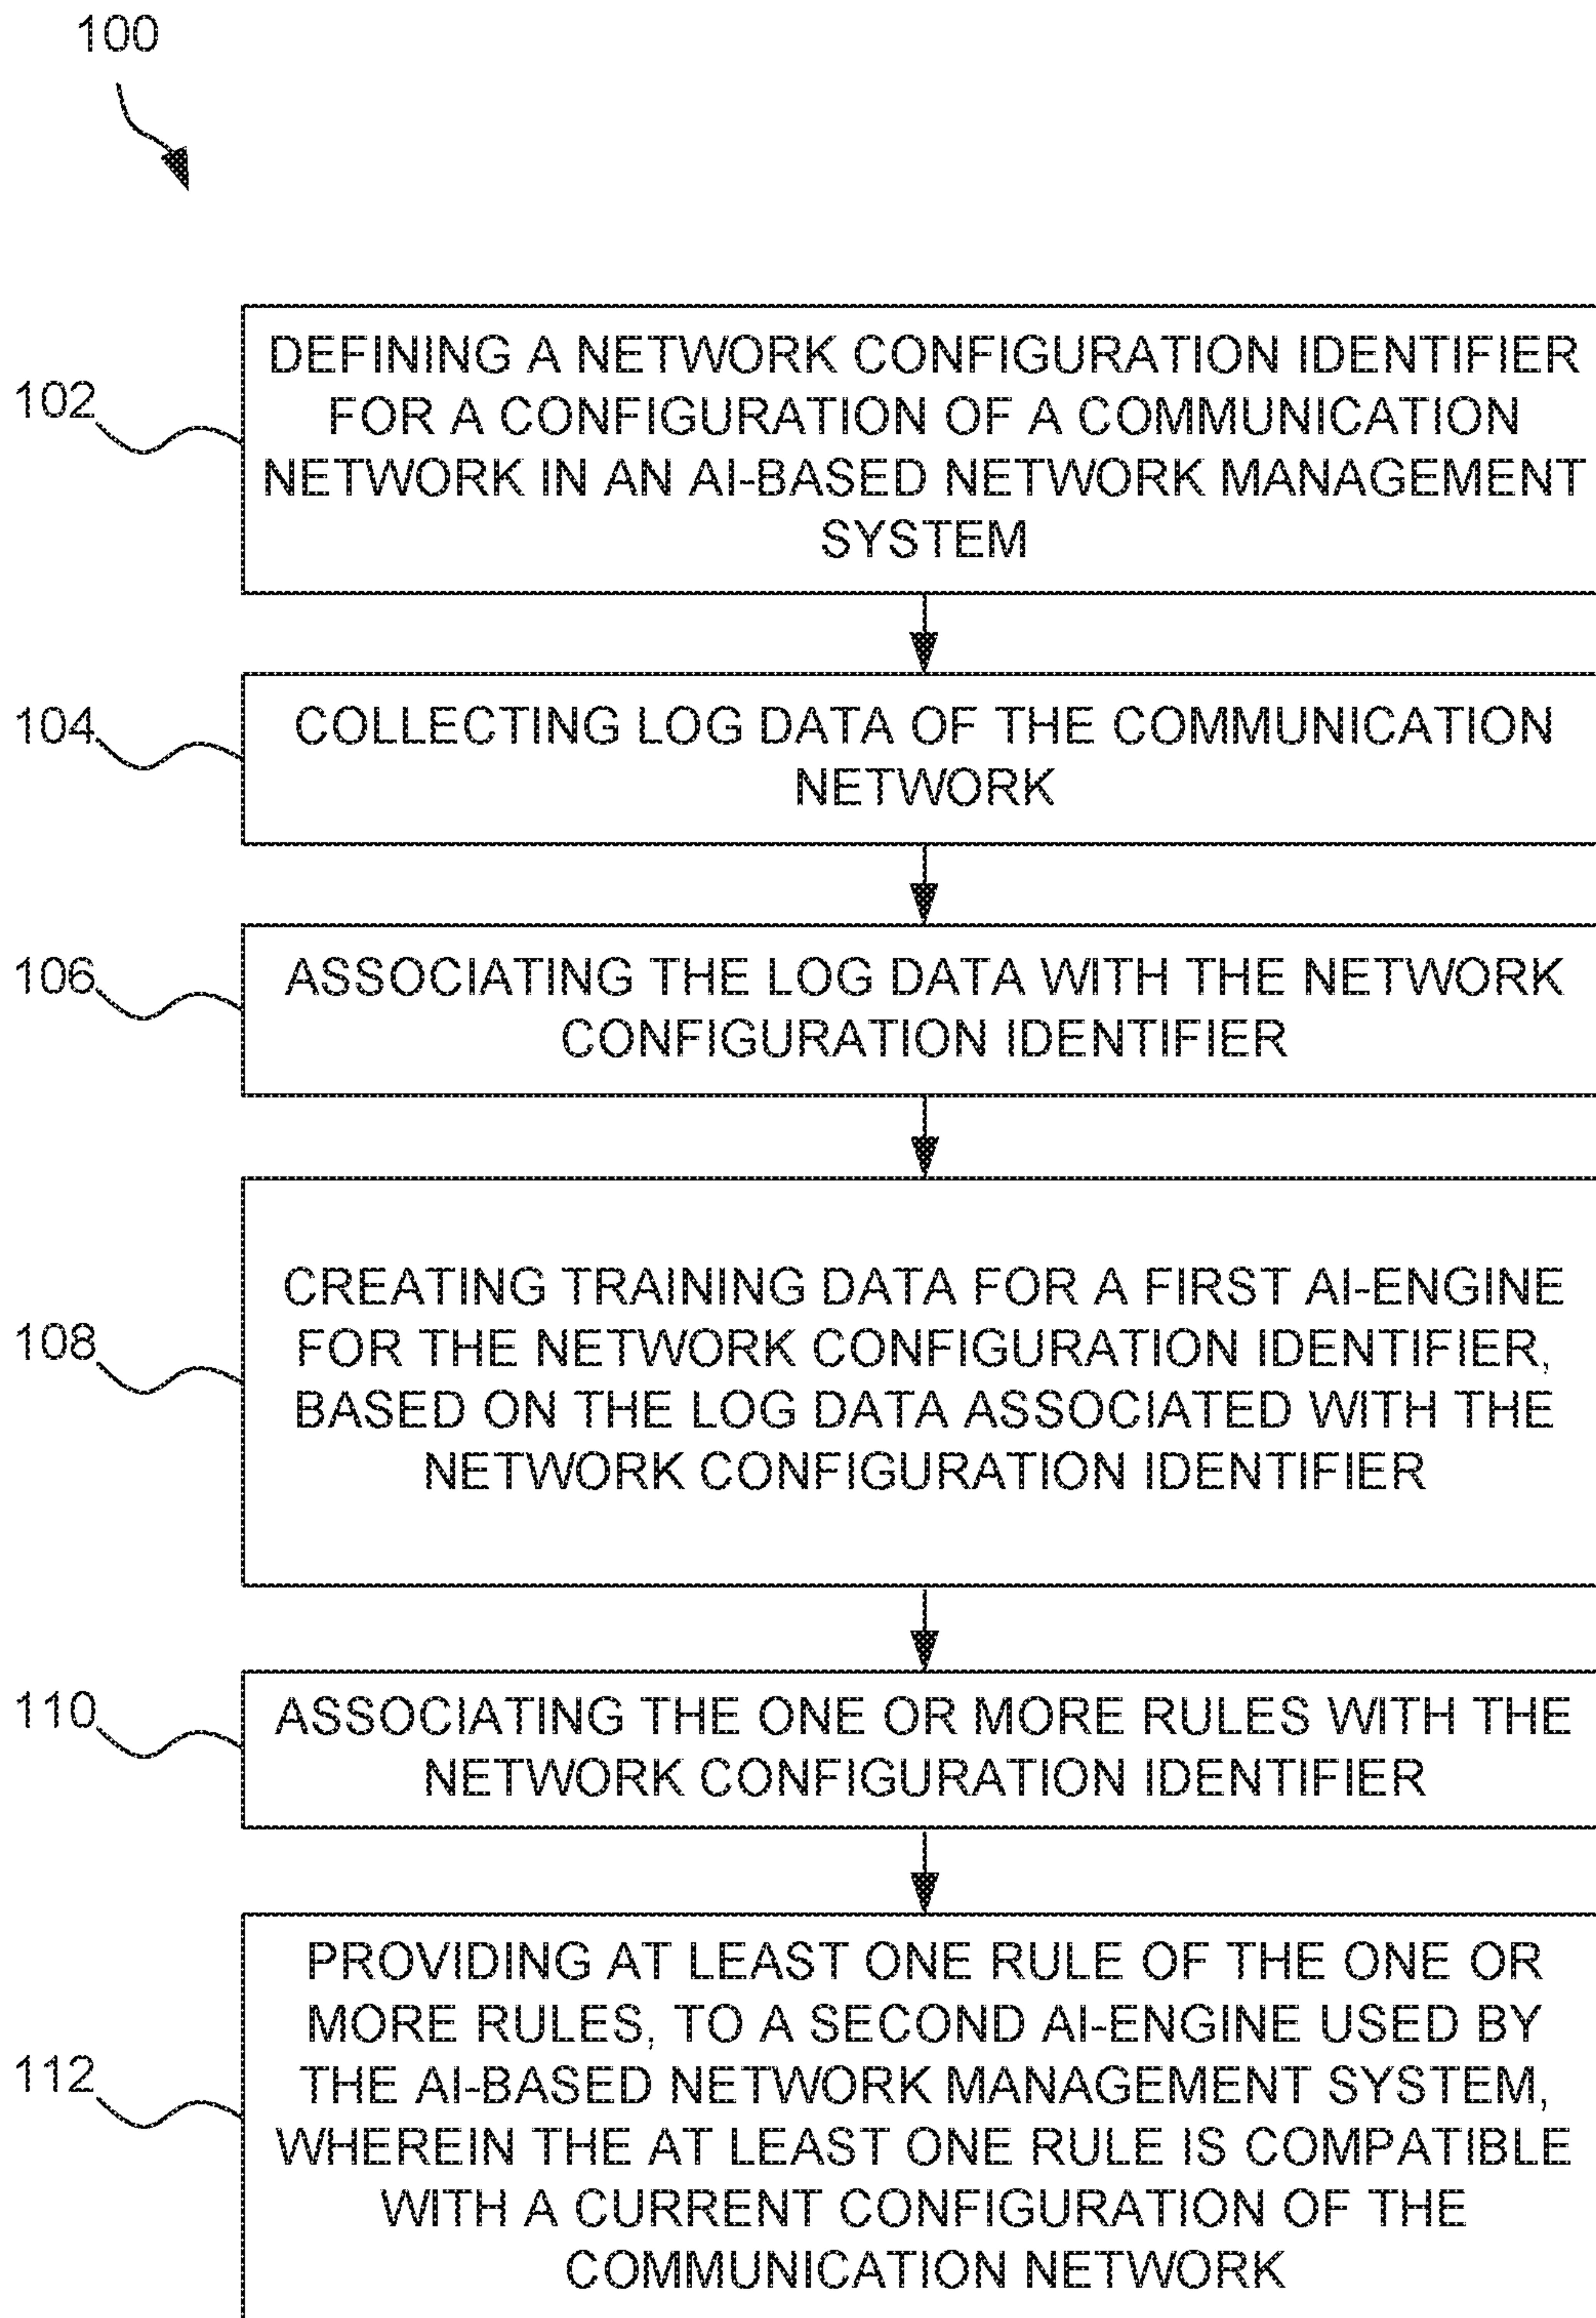 100
102
DEFINING A NETWORK CONFIGURATION IDENTIFIER
FOR A CONFIGURATION OF A COMMUNICATION
NETWORK IN AN AI-BASED NETWORK MANAGEMENT
SYSTEM
104
COLLECTING LOG DATA OF THE COMMUNICATION
NETWORK
106
ASSOCIATING THE LOG DATA WITH THE NETWORK
CONFIGURATION IDENTIFIER
108
CREATING TRAINING DATA FOR A FIRST AI-ENGINE
FOR THE NETWORK CONFIGURATION IDENTIFIER,
BASED ON THE LOG DATA ASSOCIATED WITH THE
NETWORK CONFIGURATION IDENTIFIER
110
ASSOCIATING THE ONE OR MORE RULES WITH THE
NETWORK CONFIGURATION IDENTIFIER
112
PROVIDING AT LEAST ONE RULE OF THE ONE OR
MORE RULES, TO A SECOND AI-ENGINE USED BY
THE AI-BASED NETWORK MANAGEMENT SYSTEM,
WHEREIN THE AT LEAST ONE RULE IS COMPATIBLE
WITH A CURRENT CONFIGURATION OF THE
COMMUNICATION NETWORK